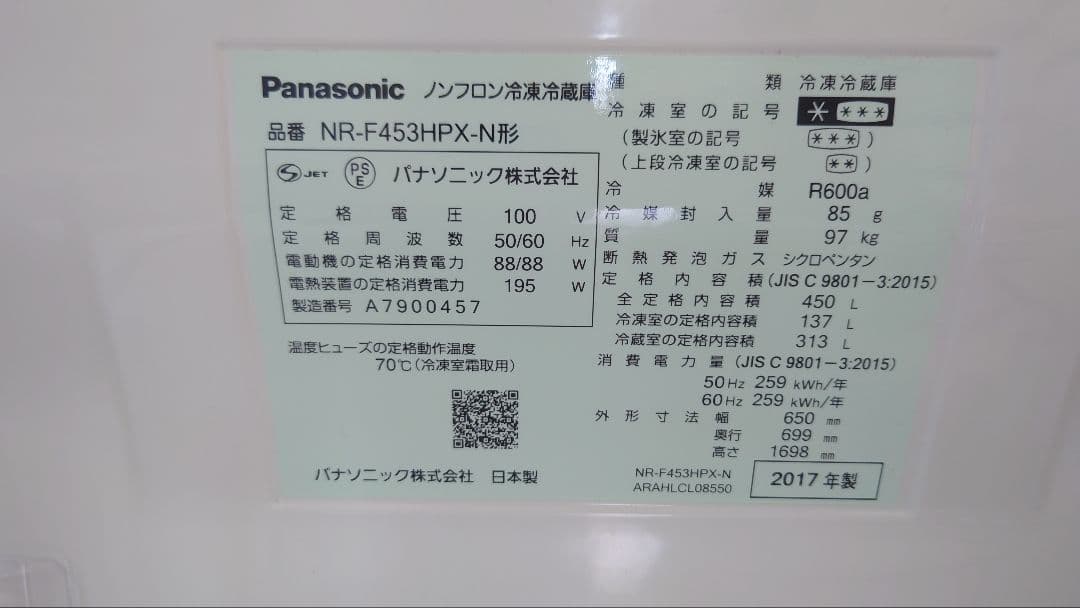 Panasonic ノンフロン冷凍冷蔵庫
品番 NR-F453HPX-N形
S JET PS E パナソニック株式会社
定格電圧 100 V
定格周波数 50/60 Hz
電動機の定格消費電力 88/88 W
電熱装置の定格消費電力 195 W
製造番号 A7900457
温度ヒューズの定格動作温度
70℃(冷凍室霜取用)
パナソニック株式会社 日本製
種類 冷凍冷蔵庫
冷凍室の記号 * ***
(製氷室の記号 *** )
(上段冷凍室の記号 ** )
冷媒 R600a
冷媒封入量 85 g
質量 97 kg
断熱発泡ガス シクロペンタン
定格内容積(JIS C 9801-3:2015)
全定格内容積 450 L
冷凍室の定格内容積 137 L
冷蔵室の定格内容積 313 L
消費電力量(JIS C 9801-3:2015)
50Hz 259 kWh/年
60Hz 259 kWh/年
外形寸法 幅 650 mm
奥行 699 mm
高さ 1698 mm
NR-F453HPX-N
ARAHLCL08550
2017年製